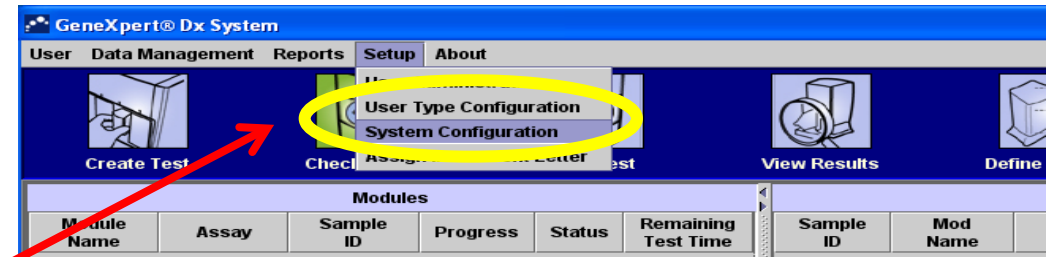 GeneXpert® Dx System
User Data Management Reports Setup About
User Type Configuration
System Configuration
Create Test
View Results
Define
Modules
Module Name Assay Sample ID Progress Status Remaining Test Time Sample ID Mod Name